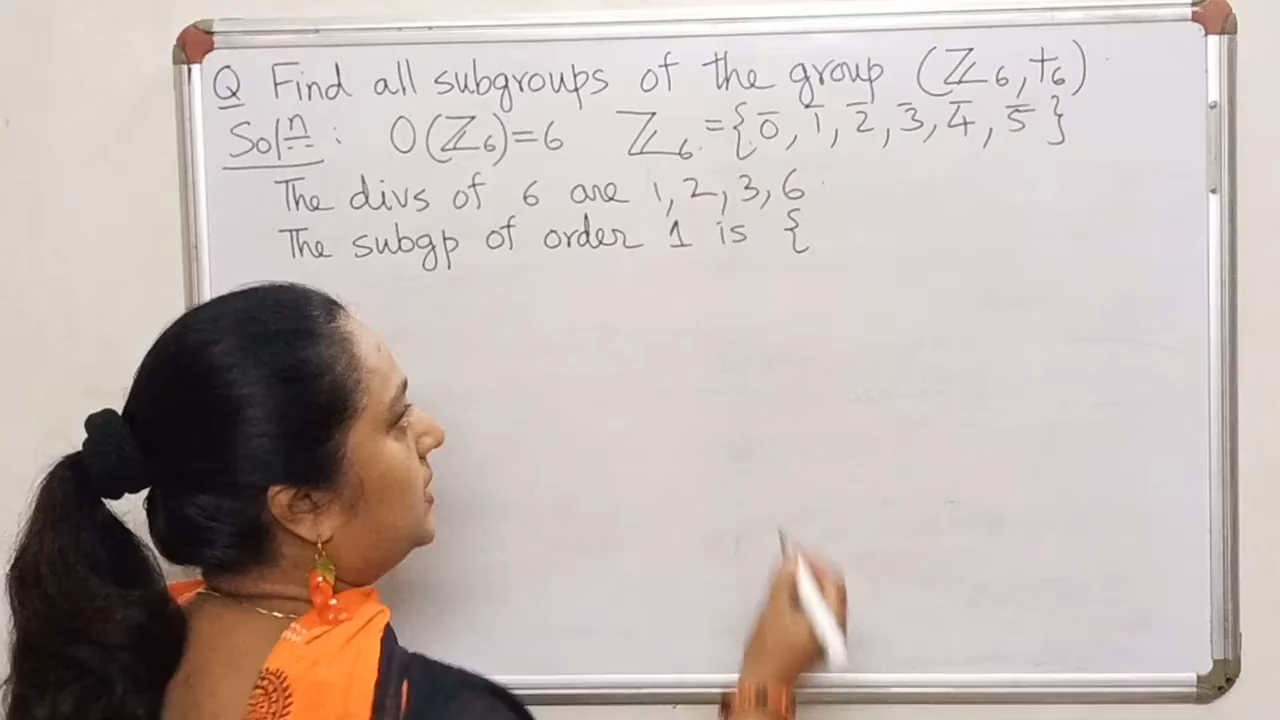 Q Find all subgroups of the group (ℤ₆, +₆)
Solⁿ: O(ℤ₆)=6 ℤ₆ = {0̅, 1̅, 2̅, 3̅, 4̅, 5̅}
The divs of 6 are 1, 2, 3, 6
The subgp of order 1 is {